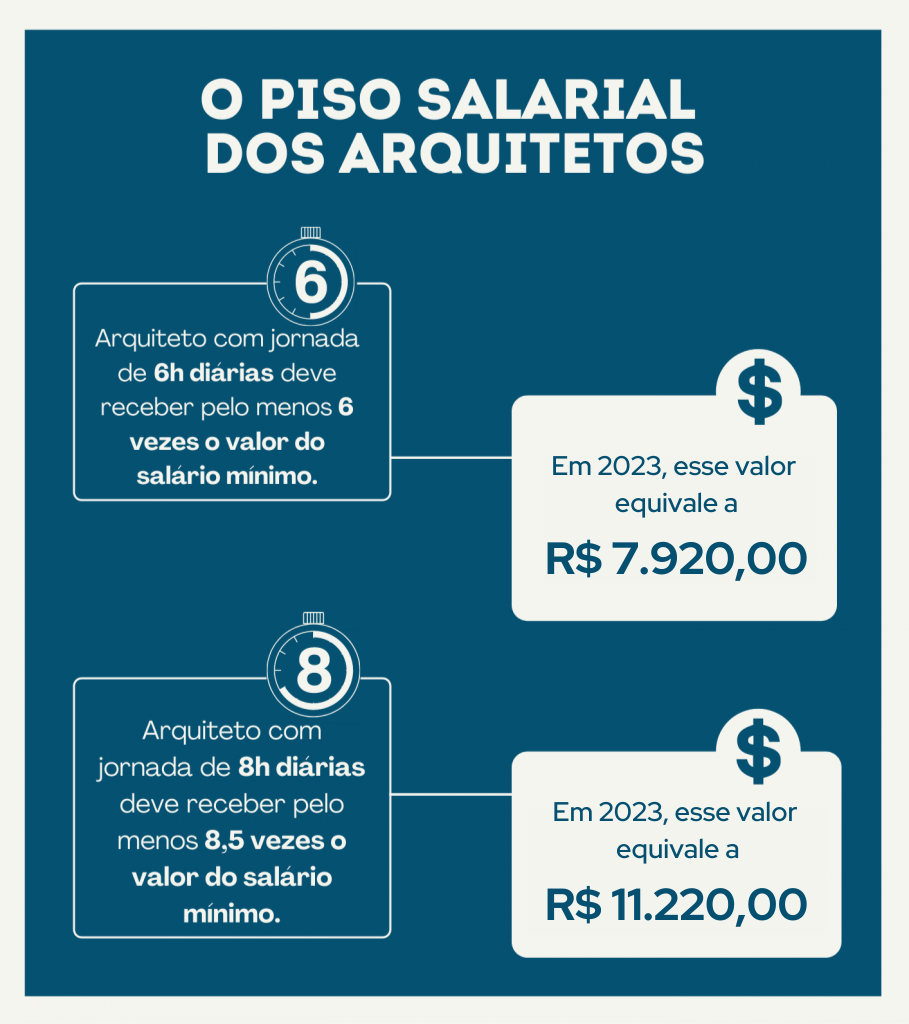 O PISO SALARIAL
DOS ARQUITETOS
6
Arquiteto com jornada
de 6h diárias deve
receber pelo menos 6
vezes o valor do
salário mínimo.
$
Em 2023, esse valor
equivale a
R$ 7.920,00
8
Arquiteto com
jornada de 8h diárias
deve receber pelo
menos 8,5 vezes o
valor do salário
mínimo.
$
Em 2023, esse valor
equivale a
R$ 11.220,00